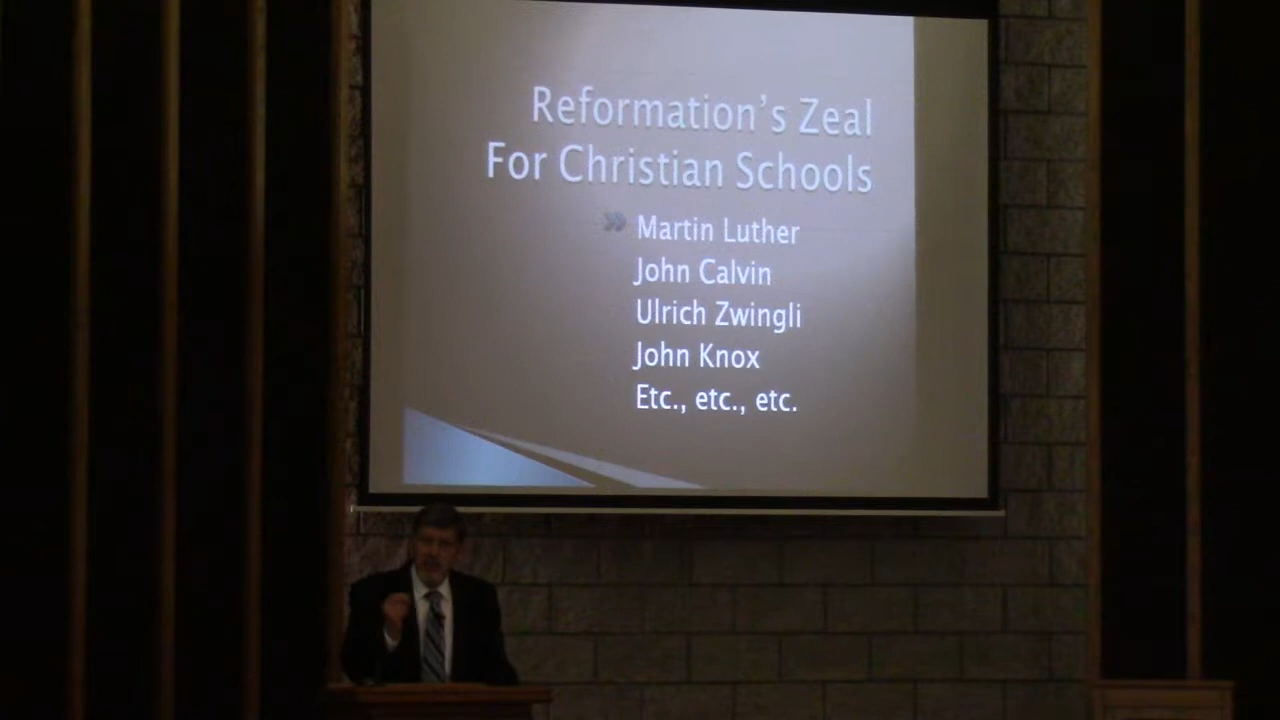 Reformation's Zeal
For Christian Schools
Martin Luther
John Calvin
Ulrich Zwingli
John Knox
Etc., etc., etc.